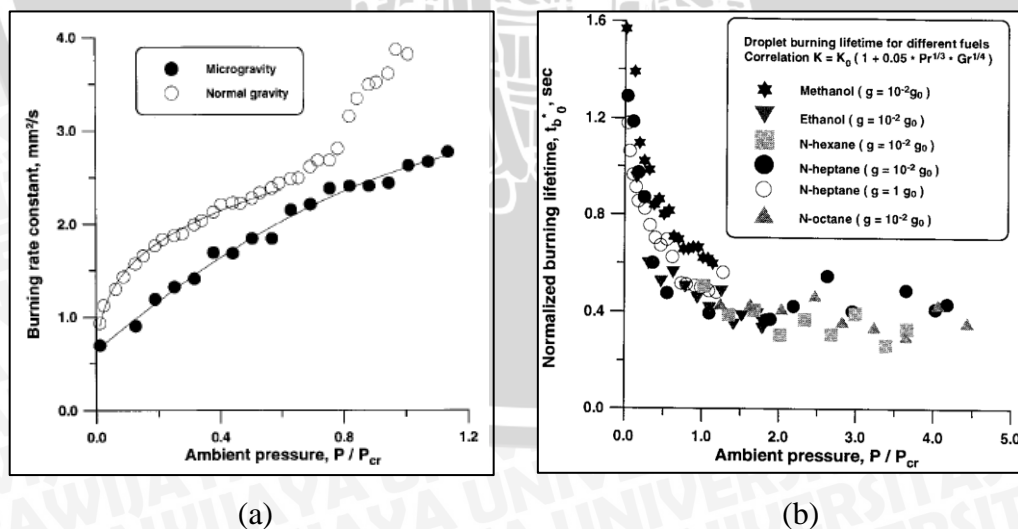 4.0
3.0
2.0
1.0
0.0
Burning rate constant, mm²/s
Microgravity
Normal gravity
0.0 0.4 0.8 1.2
Ambient pressure, P / Pcr
(a)
1.6
1.2
0.8
0.4
0.0
Normalized burning lifetime, tb*0, sec
Droplet burning lifetime for different fuels
Correlation K = K0 ( 1 + 0.05 * Pr1/3 * Gr1/4 )
Methanol ( g = 10-2g0 )
Ethanol ( g = 10-2 g0 )
N-hexane ( g = 10-2 g0 )
N-heptane ( g = 10-2 g0 )
N-heptane ( g = 1 g0 )
N-octane ( g = 10-2 g0 )
0.0 1.0 2.0 3.0 4.0 5.0
Ambient pressure, P / Pcr
(b)